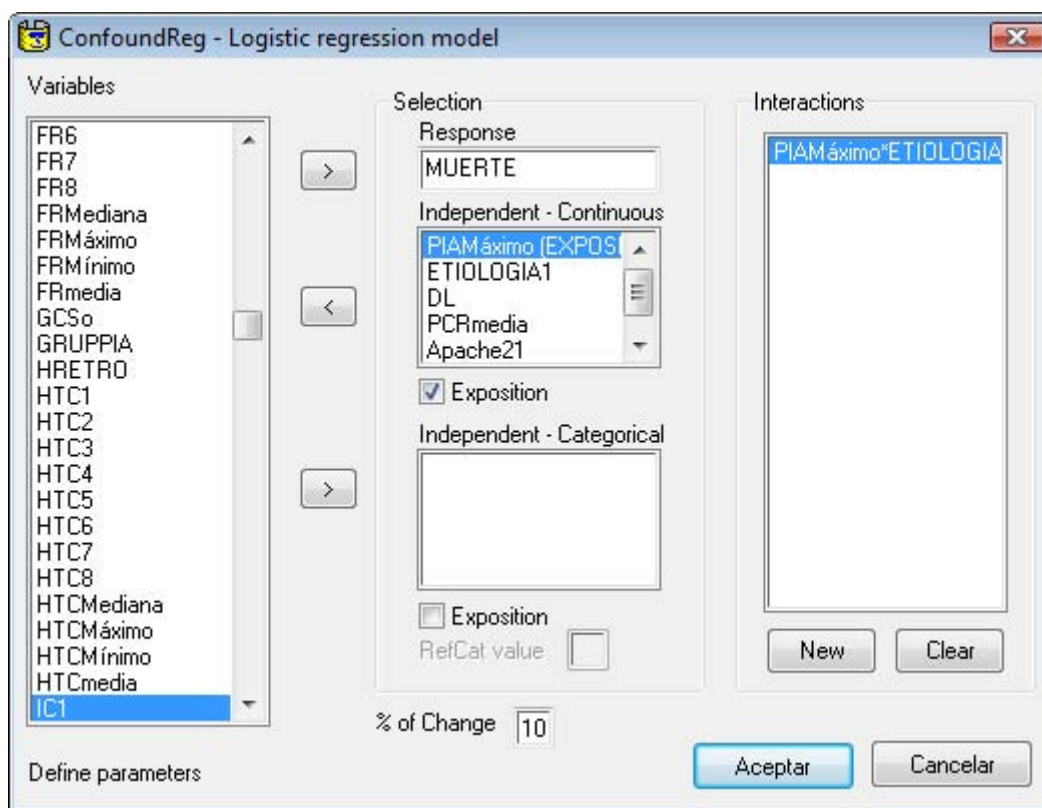 ConfoundReg - Logistic regression model
Variables
FR6
FR7
FR8
FRMediana
FRMáximo
FRMínimo
FRmedia
GCSo
GRUPPIA
HRETRO
HTC1
HTC2
HTC3
HTC4
HTC5
HTC6
HTC7
HTC8
HTCMediana
HTCMáximo
HTCMínimo
HTCmedia
IC1
Define parameters
>
<
>
Selection
Response
MUERTE
Independent - Continuous
PIAMáximo (EXPOSI
ETIOLOGIA1
DL
PCRmedia
Apache21
Exposition
Independent - Categorical
Exposition
RefCat value
% of Change 10
Interactions
PIAMáximo*ETIOLOGIA
New Clear
Aceptar Cancelar